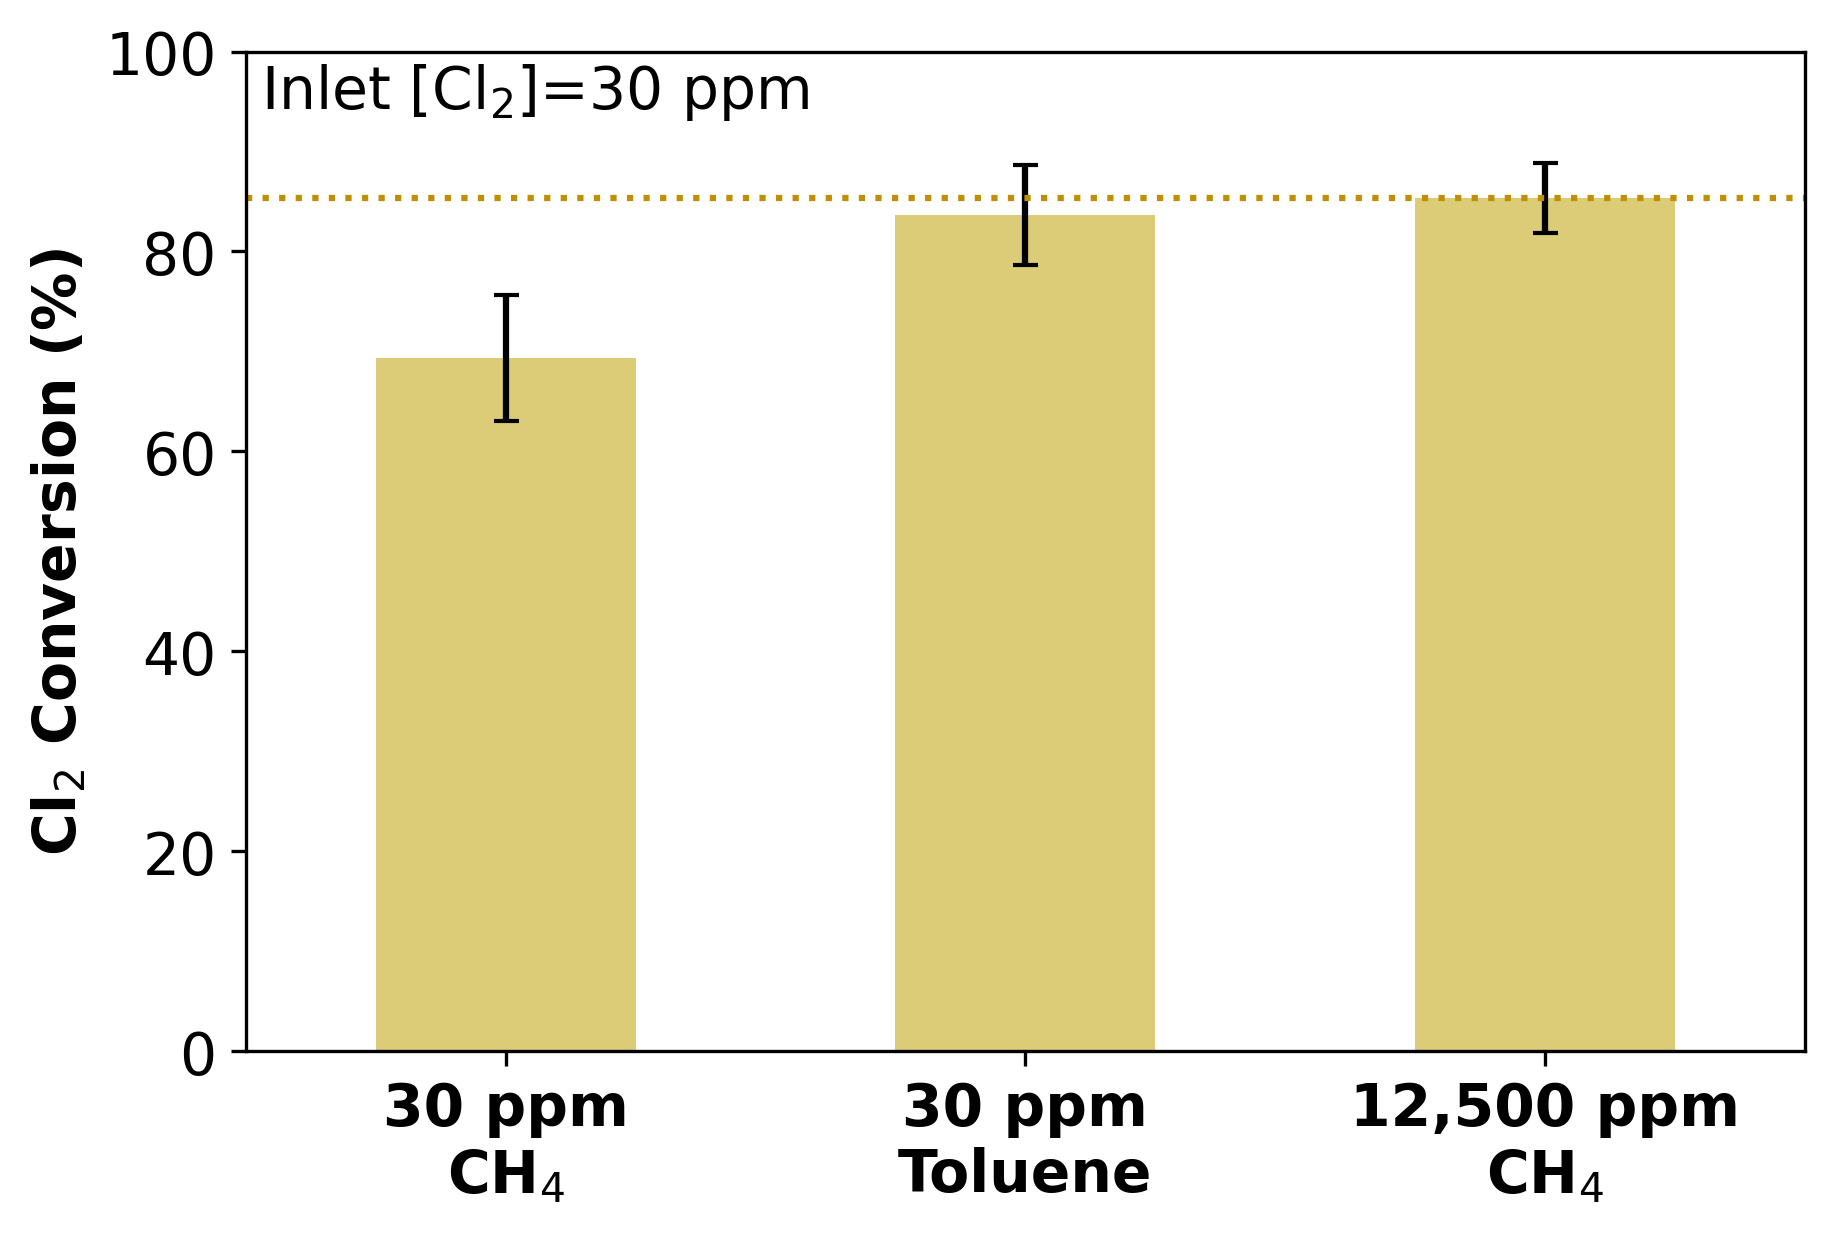 Inlet [Cl₂]=30 ppm
Cl₂ Conversion (%)
100
80
60
40
20
0
30 ppm
CH₄
30 ppm
Toluene
12,500 ppm
CH₄